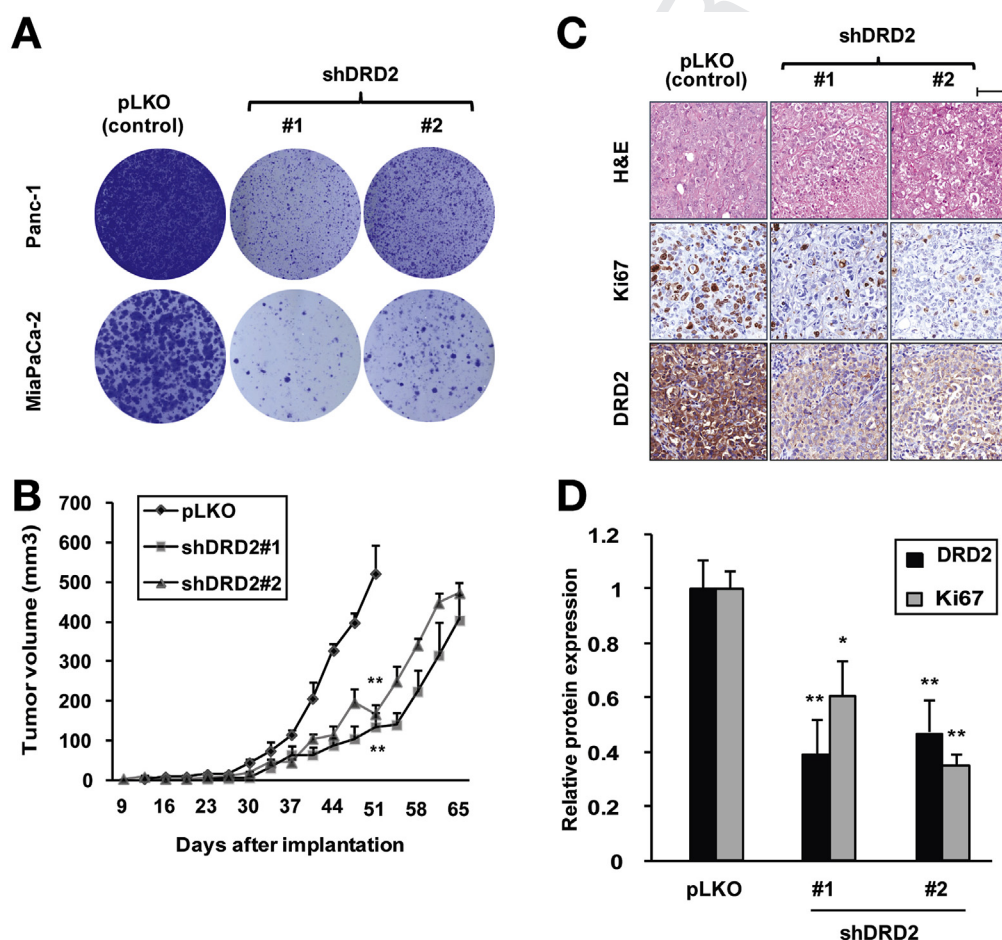 A
shDRD2
pLKO
(control)
#1
#2
Panc-1
MiaPaCa-2
C
shDRD2
pLKO
(control)
#1
#2
H&E
Ki67
DRD2
B
700
600
500
400
300
200
100
0
Tumor volume (mm3)
pLKO
shDRD2#1
shDRD2#2
**
**
9 16 23 30 37 44 51 58 65
Days after implantation
D
1.2
1
0.8
0.6
0.4
0.2
0
Relative protein expression
DRD2
Ki67
**
*
**
**
pLKO
#1
#2
shDRD2